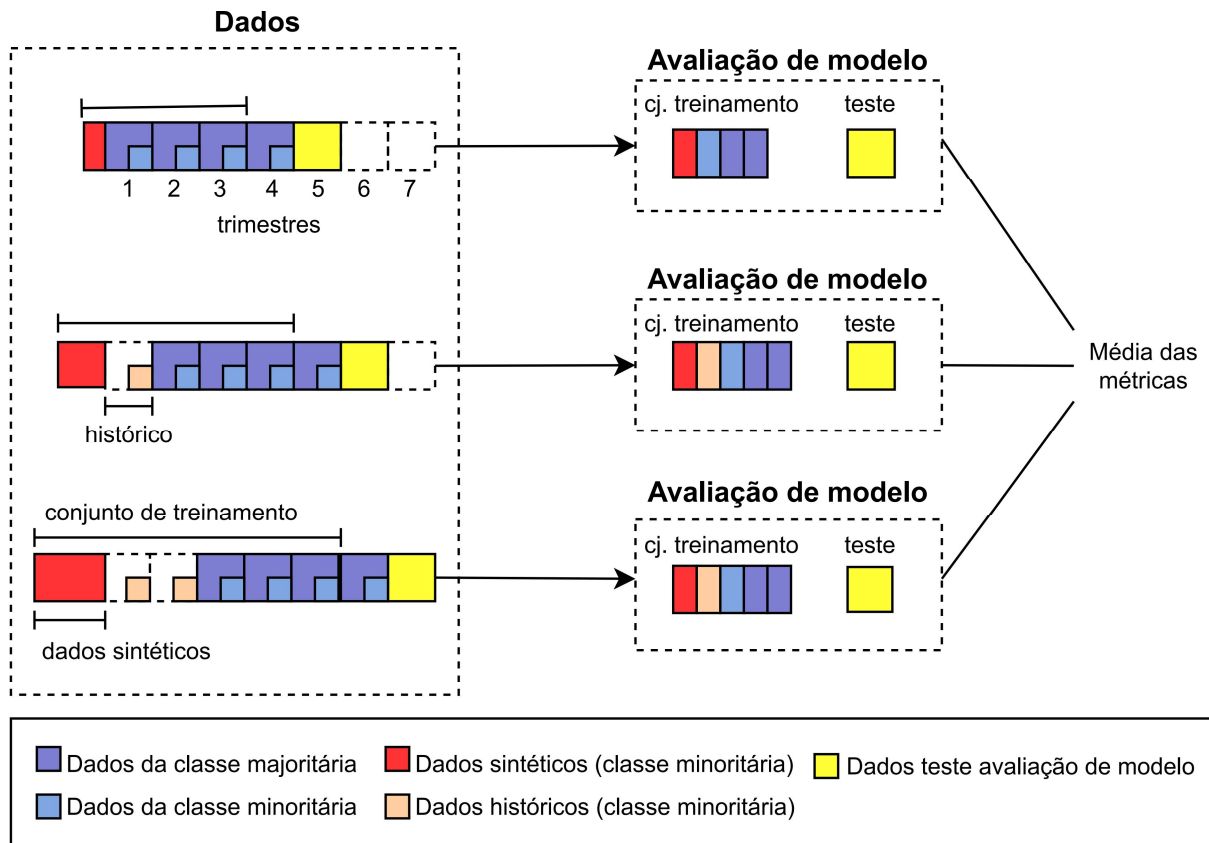 Dados
1 2 3 4 5 6 7
trimestres
histórico
conjunto de treinamento
dados sintéticos
Avaliação de modelo
cj. treinamento teste
Avaliação de modelo
cj. treinamento teste
Avaliação de modelo
cj. treinamento teste
Média das
métricas
Dados da classe majoritária
Dados sintéticos (classe minoritária)
Dados teste avaliação de modelo
Dados da classe minoritária
Dados históricos (classe minoritária)